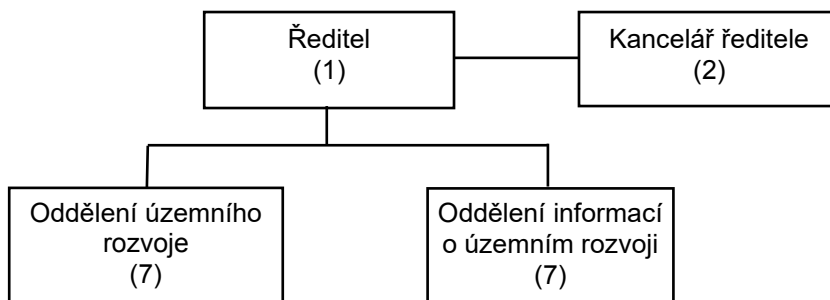 Ředitel
(1)
Kancelář ředitele
(2)
Oddělení územního
rozvoje
(7)
Oddělení informací
o územním rozvoji
(7)